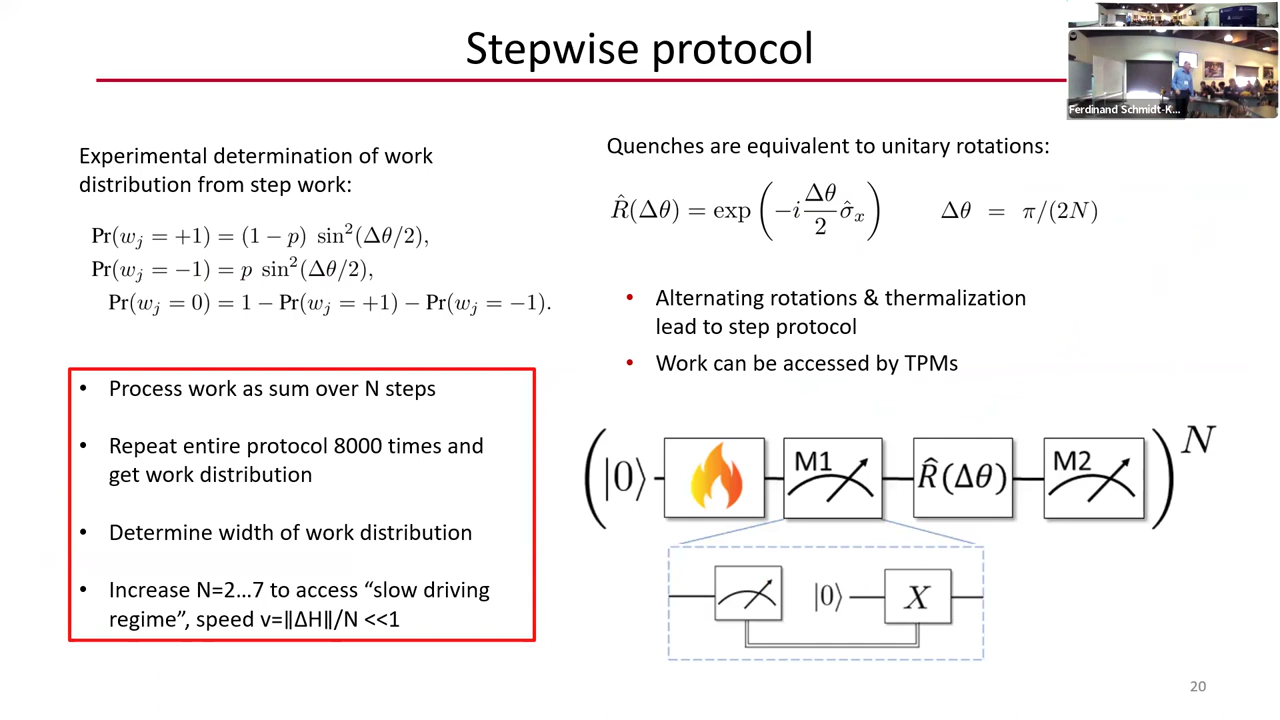 Stepwise protocol
Ferdinand Schmidt-K...
Experimental determination of work
distribution from step work:
Pr(w_j = +1) = (1 − p) sin²(Δθ/2),
Pr(w_j = −1) = p sin²(Δθ/2),
Pr(w_j = 0) = 1 − Pr(w_j = +1) − Pr(w_j = −1).
• Process work as sum over N steps
• Repeat entire protocol 8000 times and
get work distribution
• Determine width of work distribution
• Increase N=2…7 to access “slow driving
regime”, speed v=‖ΔH‖/N <<1
Quenches are equivalent to unitary rotations:
R̂(Δθ) = exp(−i Δθ/2 σ̂_x) Δθ = π/(2N)
• Alternating rotations & thermalization
lead to step protocol
• Work can be accessed by TPMs
(|0⟩ M1 R̂(Δθ) M2)^N
|0⟩ X
20